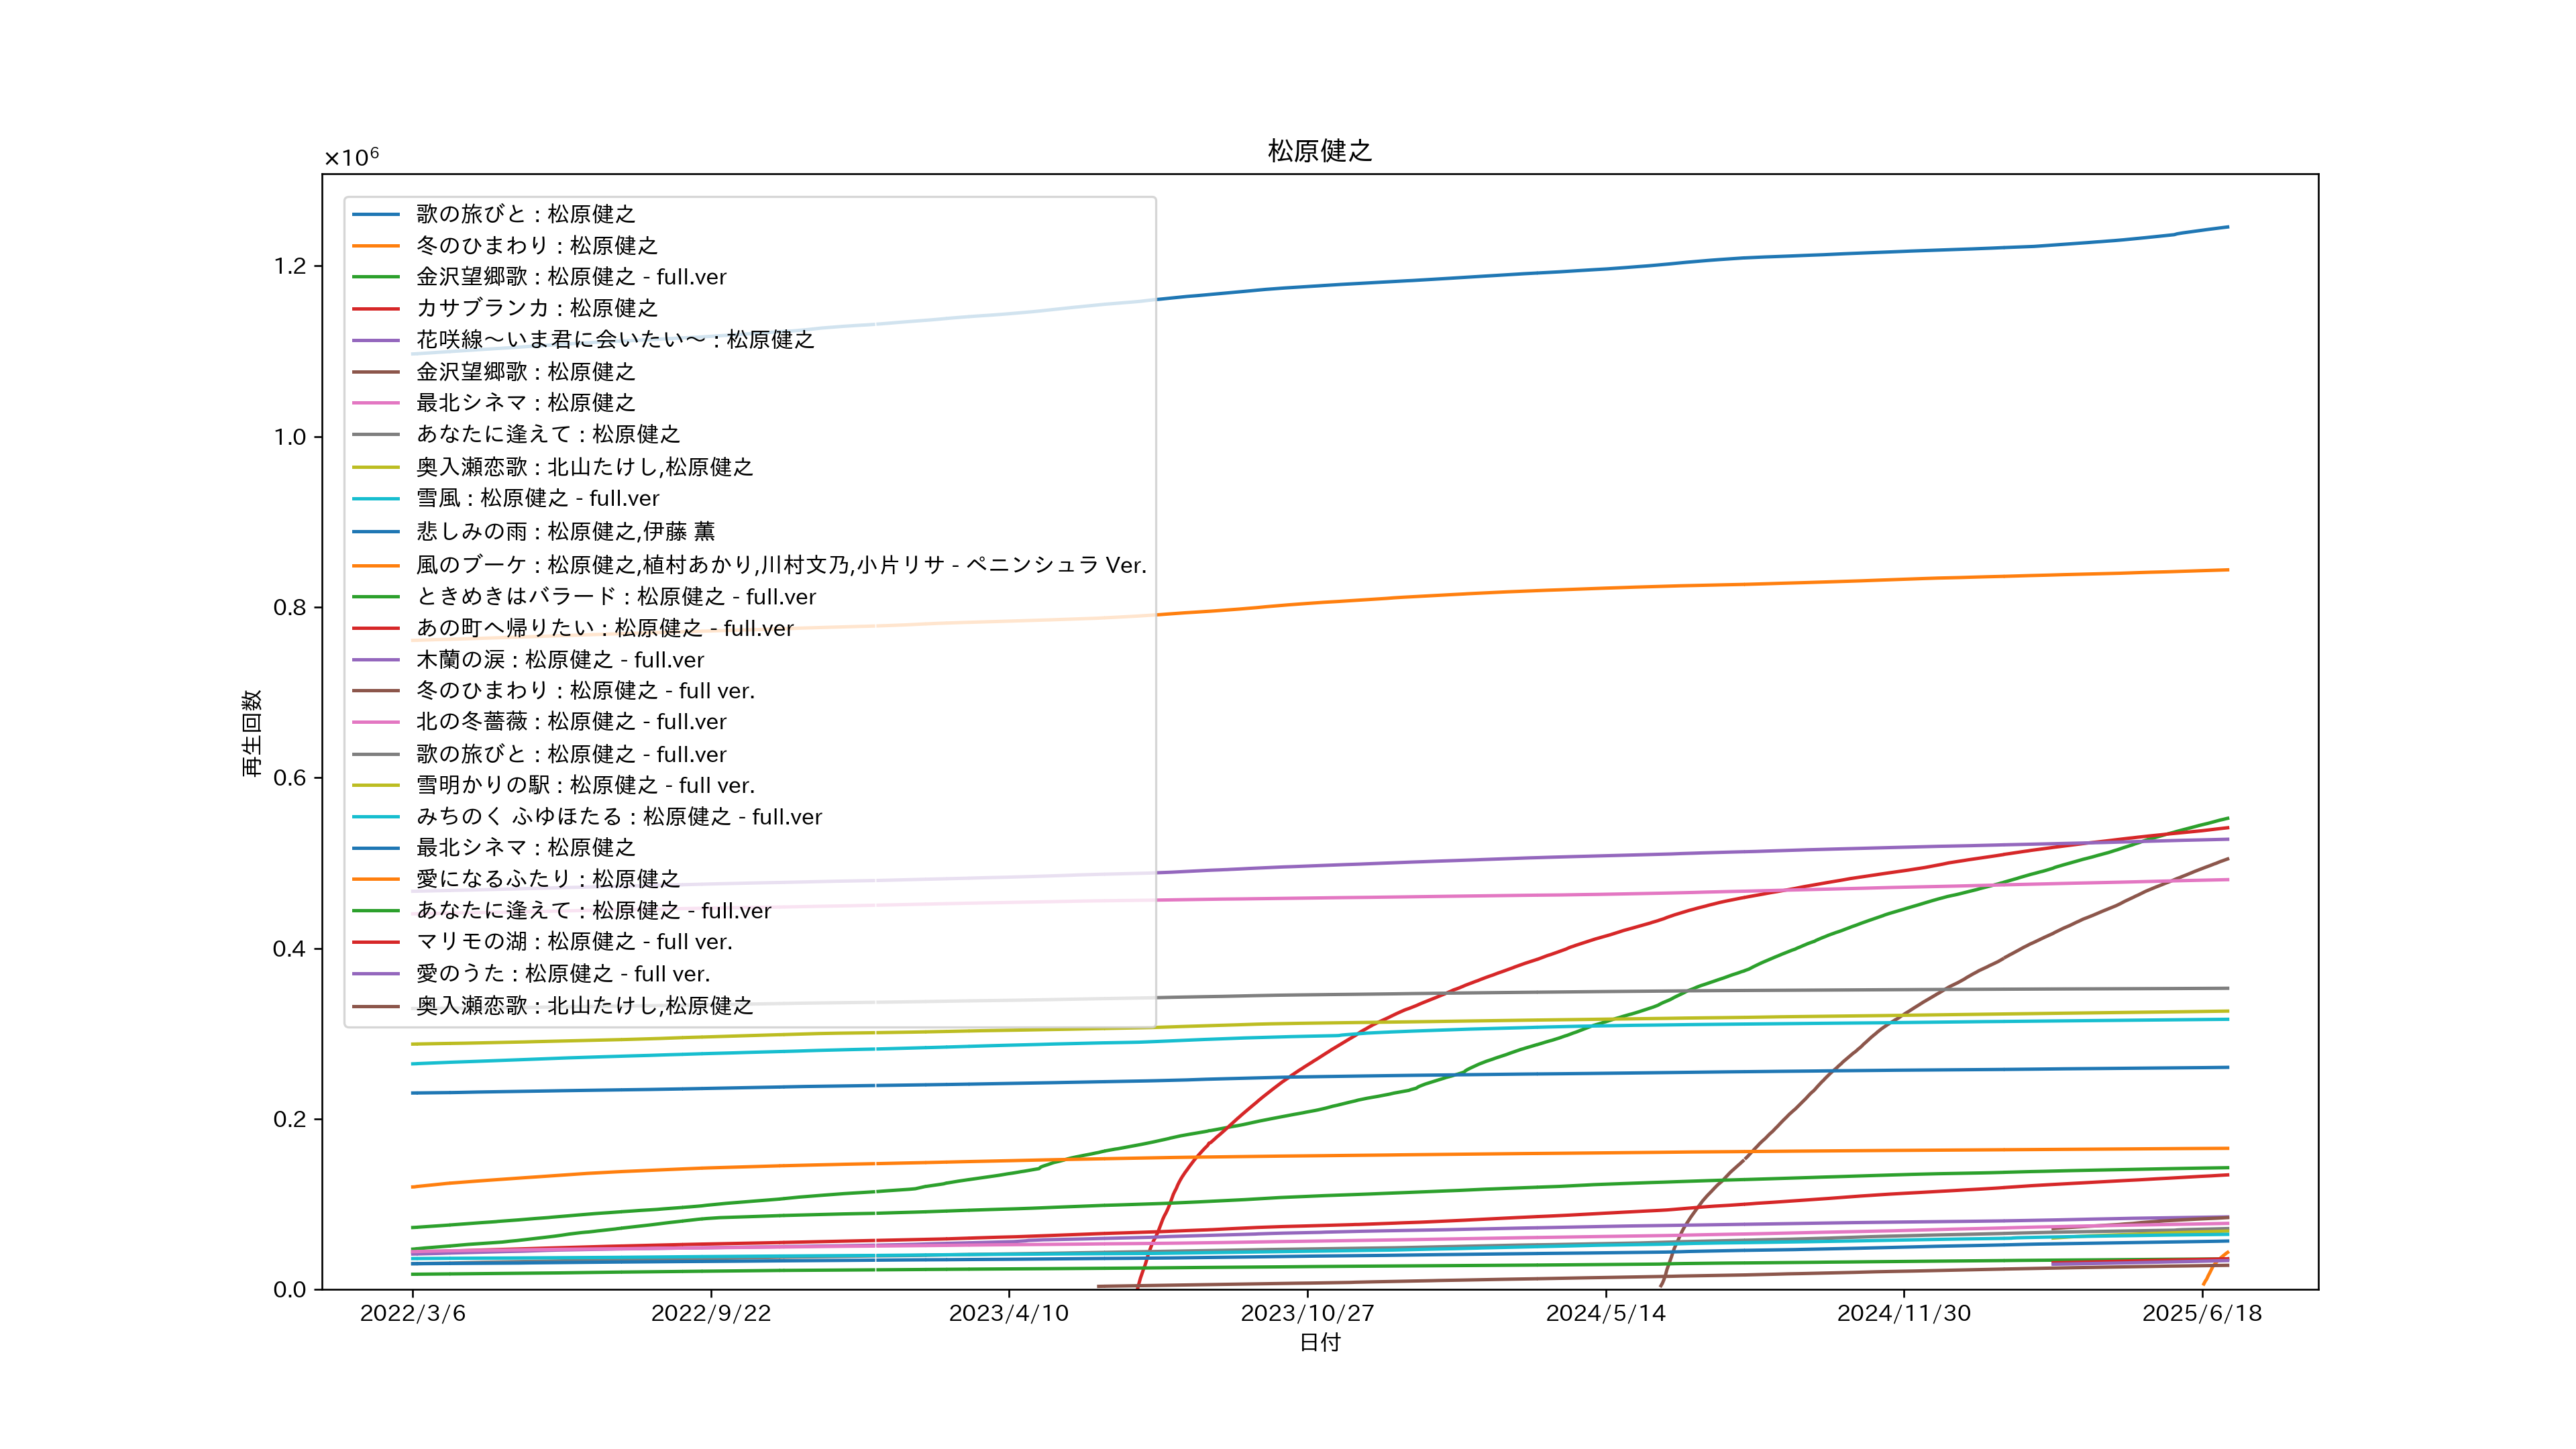 松原健之
×10⁶
歌の旅びと : 松原健之
冬のひまわり : 松原健之
金沢望郷歌 : 松原健之 - full.ver
カサブランカ : 松原健之
花咲線〜いま君に会いたい〜 : 松原健之
金沢望郷歌 : 松原健之
最北シネマ : 松原健之
あなたに逢えて : 松原健之
奥入瀬恋歌 : 北山たけし,松原健之
雪風 : 松原健之 - full.ver
悲しみの雨 : 松原健之,伊藤 薫
風のブーケ : 松原健之,植村あかり,川村文乃,小片リサ - ペニンシュラ Ver.
ときめきはバラード : 松原健之 - full.ver
あの町へ帰りたい : 松原健之 - full.ver
木蘭の涙 : 松原健之 - full.ver
冬のひまわり : 松原健之 - full ver.
北の冬薔薇 : 松原健之 - full.ver
歌の旅びと : 松原健之 - full.ver
雪明かりの駅 : 松原健之 - full ver.
みちのく ふゆほたる : 松原健之 - full.ver
最北シネマ : 松原健之
愛になるふたり : 松原健之
あなたに逢えて : 松原健之 - full.ver
マリモの湖 : 松原健之 - full ver.
愛のうた : 松原健之 - full ver.
奥入瀬恋歌 : 北山たけし,松原健之
1.2
1.0
0.8
0.6
0.4
0.2
0.0
再生回数
2022/3/6 2022/9/22 2023/4/10 2023/10/27 2024/5/14 2024/11/30 2025/6/18
日付